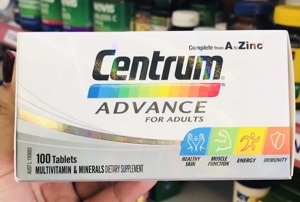 Complete from A to Zinc
Centrum
ADVANCE
FOR ADULTS
100 Tablets
MULTIVITAMIN & MINERALS DIETARY SUPPLEMENT
HEALTHY SKIN
MUSCLE FUNCTION
ENERGY
IMMUNITY